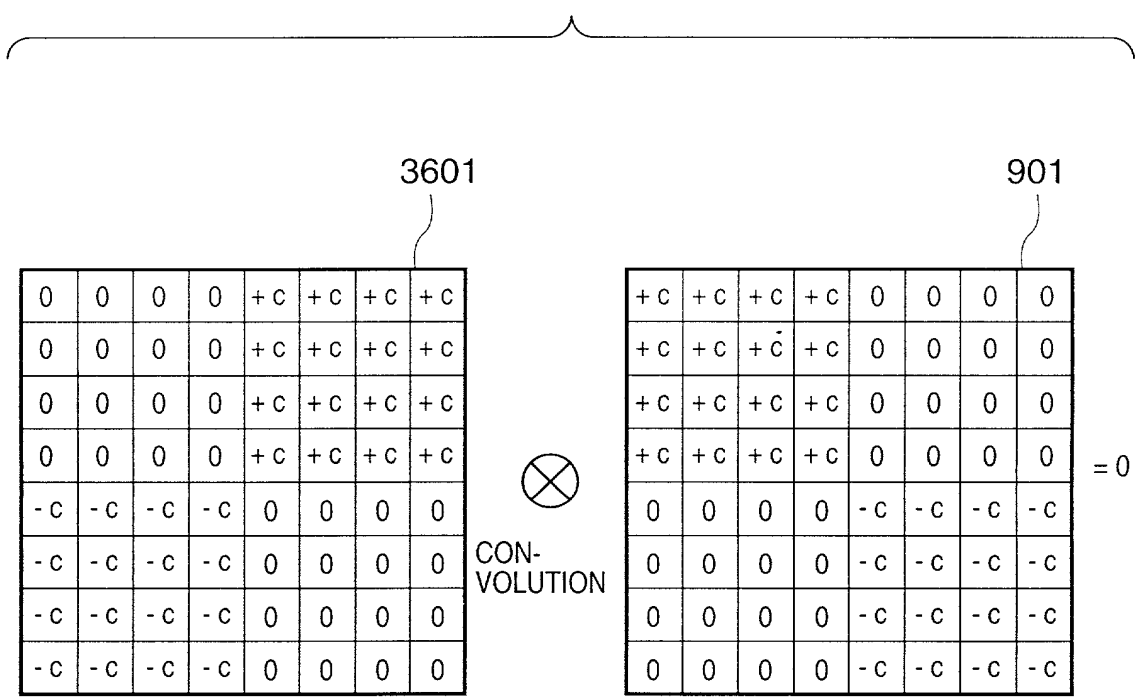 3601 901
0 0 0 0 +C +C +C +C
0 0 0 0 +C +C +C +C
0 0 0 0 +C +C +C +C
0 0 0 0 +C +C +C +C
-C -C -C -C 0 0 0 0
-C -C -C -C 0 0 0 0
-C -C -C -C 0 0 0 0
-C -C -C -C 0 0 0 0
CON-
VOLUTION
+C +C +C +C 0 0 0 0
+C +C +C +C 0 0 0 0
+C +C +C +C 0 0 0 0
+C +C +C +C 0 0 0 0
0 0 0 0 -C -C -C -C
0 0 0 0 -C -C -C -C
0 0 0 0 -C -C -C -C
0 0 0 0 -C -C -C -C
= 0